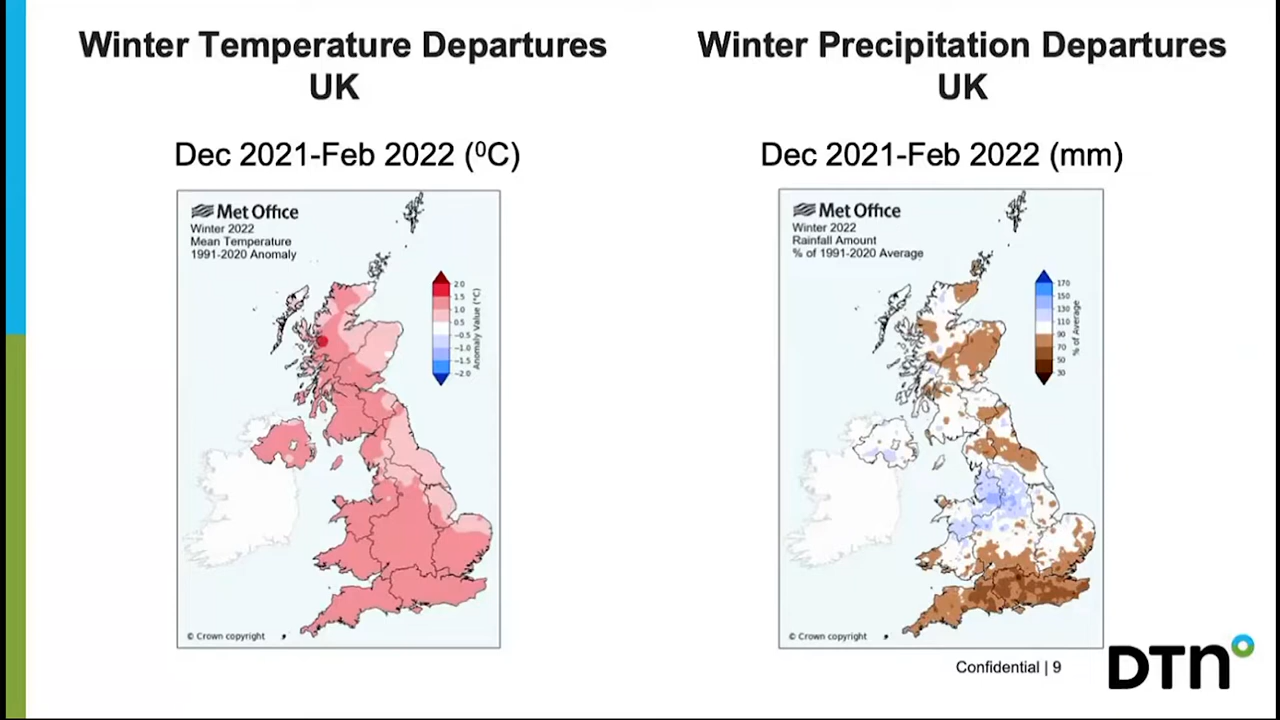 Winter Temperature Departures
UK
Dec 2021-Feb 2022 (⁰C)
Met Office
Winter 2022
Mean Temperature
1991-2020 Anomaly
2.0
1.5
1.0
0.5
−0.5
−1.0
−1.5
−2.0
Anomaly Value (°C)
© Crown copyright
Winter Precipitation Departures
UK
Dec 2021-Feb 2022 (mm)
Met Office
Winter 2022
Rainfall Amount
% of 1991-2020 Average
170
150
130
110
90
70
50
30
% of Average
© Crown copyright
Confidential | 9
DTN